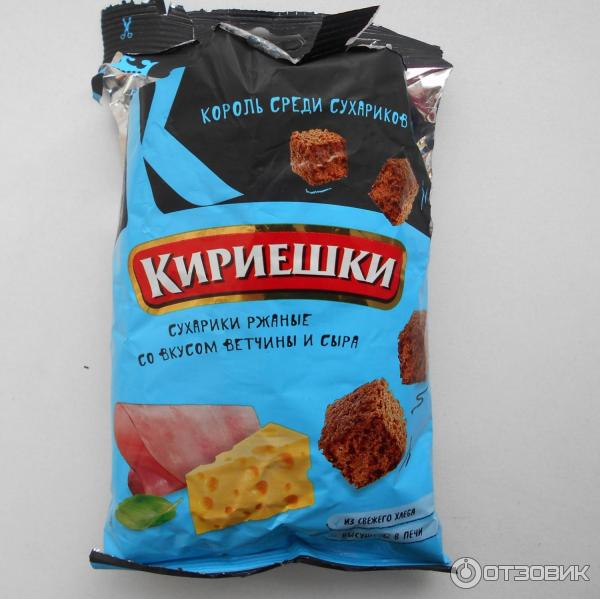 К
КОРОЛЬ СРЕДИ СУХАРИКОВ
КИРИЕШКИ
СУХАРИКИ РЖАНЫЕ
СО ВКУСОМ ВЕТЧИНЫ И СЫРА
ИЗ СВЕЖЕГО ХЛЕБА
В ПЕЧИ
ОТЗОВИК